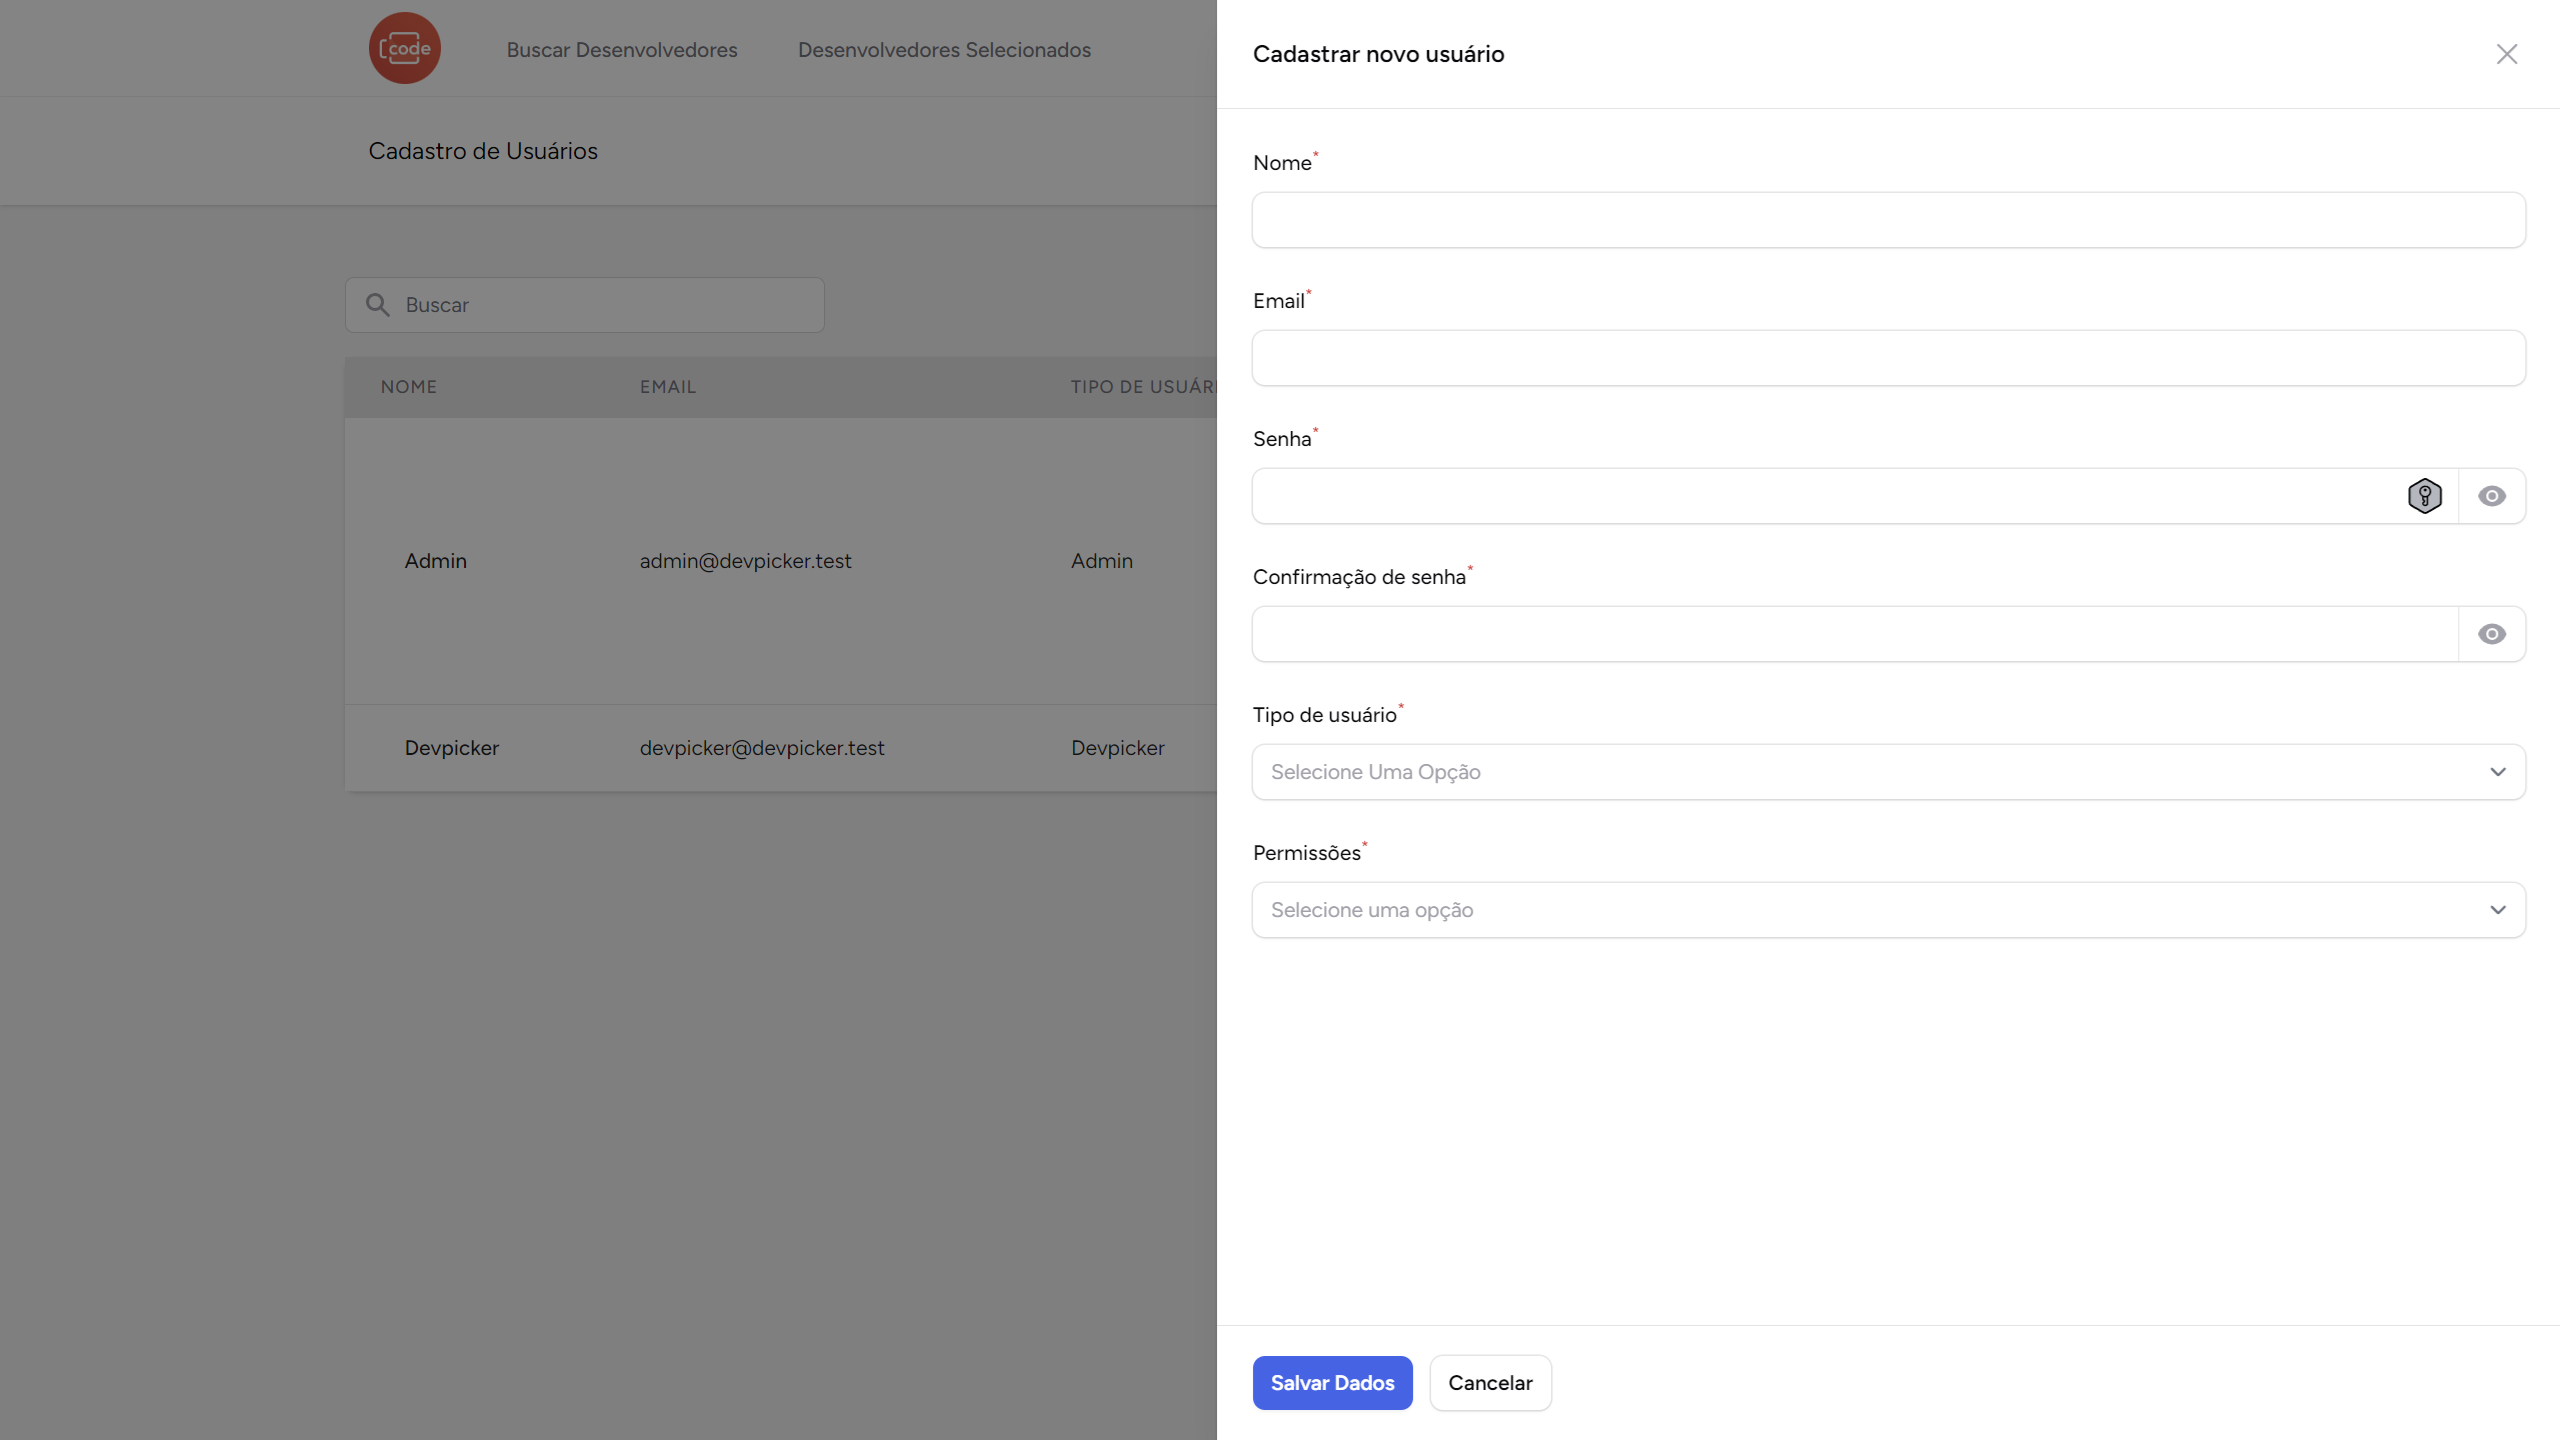 code
Buscar Desenvolvedores
Desenvolvedores Selecionados
Cadastro de Usuários
Buscar
NOME EMAIL TIPO DE USUÁRI
Admin admin@devpicker.test Admin
Devpicker devpicker@devpicker.test Devpicker
Cadastrar novo usuário
Nome*
Email*
Senha*
Confirmação de senha*
Tipo de usuário*
Selecione Uma Opção
Permissões*
Selecione uma opção
Salvar Dados
Cancelar